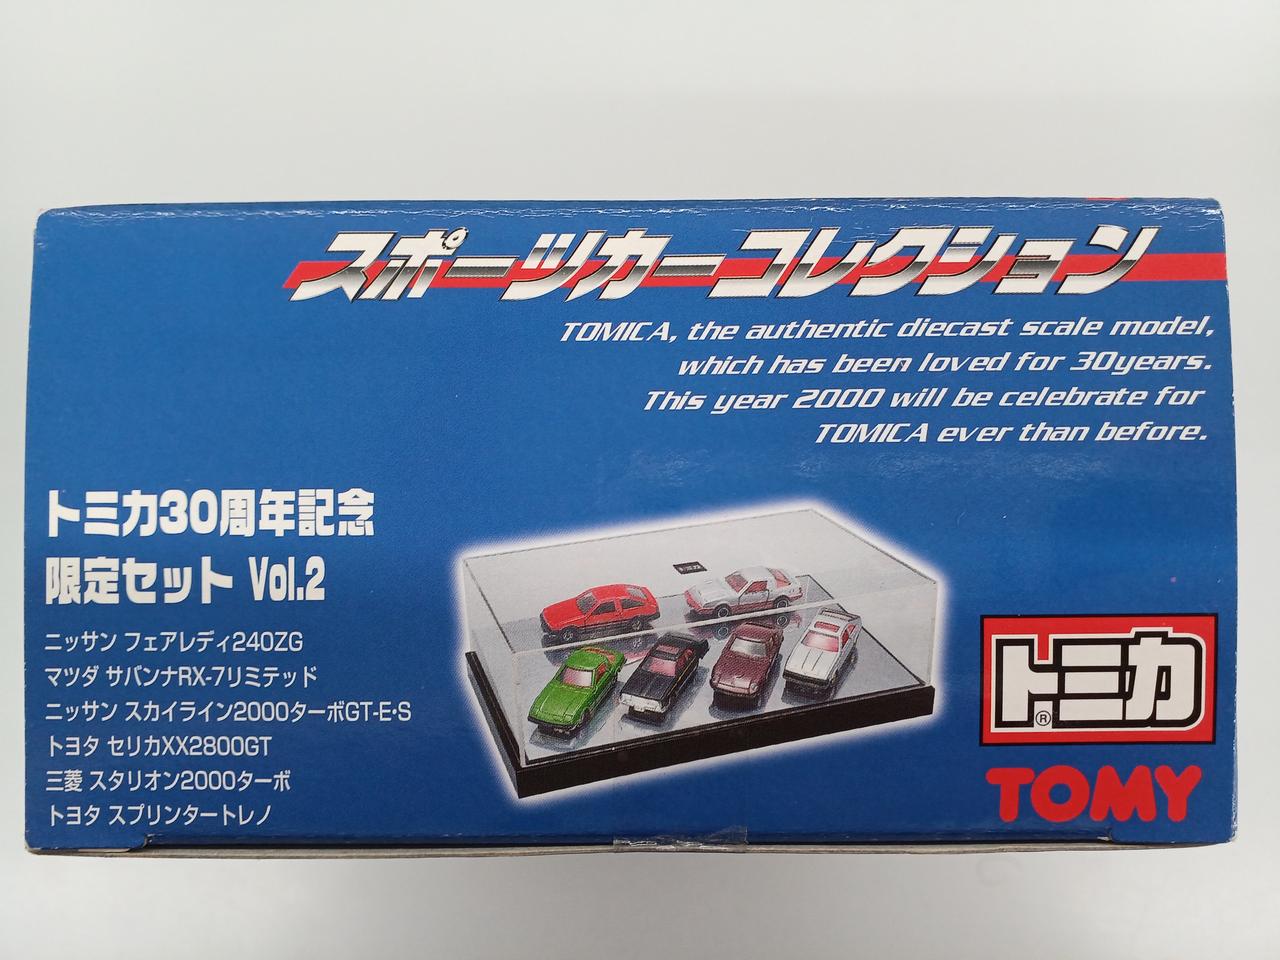 スポーツカーコレクション
TOMICA, the authentic diecast scale model,
which has been loved for 30years.
This year 2000 will be celebrate for
TOMICA ever than before.
トミカ30周年記念
限定セット Vol.2
ニッサン フェアレディ240ZG
マツダ サバンナRX-7リミテッド
ニッサン スカイライン2000ターボGT-E•S
トヨタ セリカXX2800GT
三菱 スタリオン2000ターボ
トヨタ スプリンタートレノ
トミカ
トミカ®
TOMY